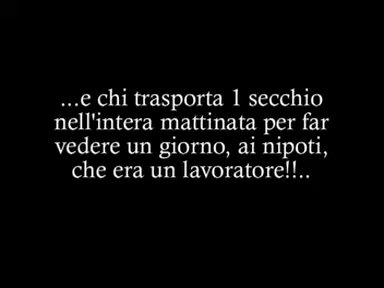 ...e chi trasporta 1 secchio
nell'intera mattinata per far
vedere un giorno, ai nipoti,
che era un lavoratore!!..